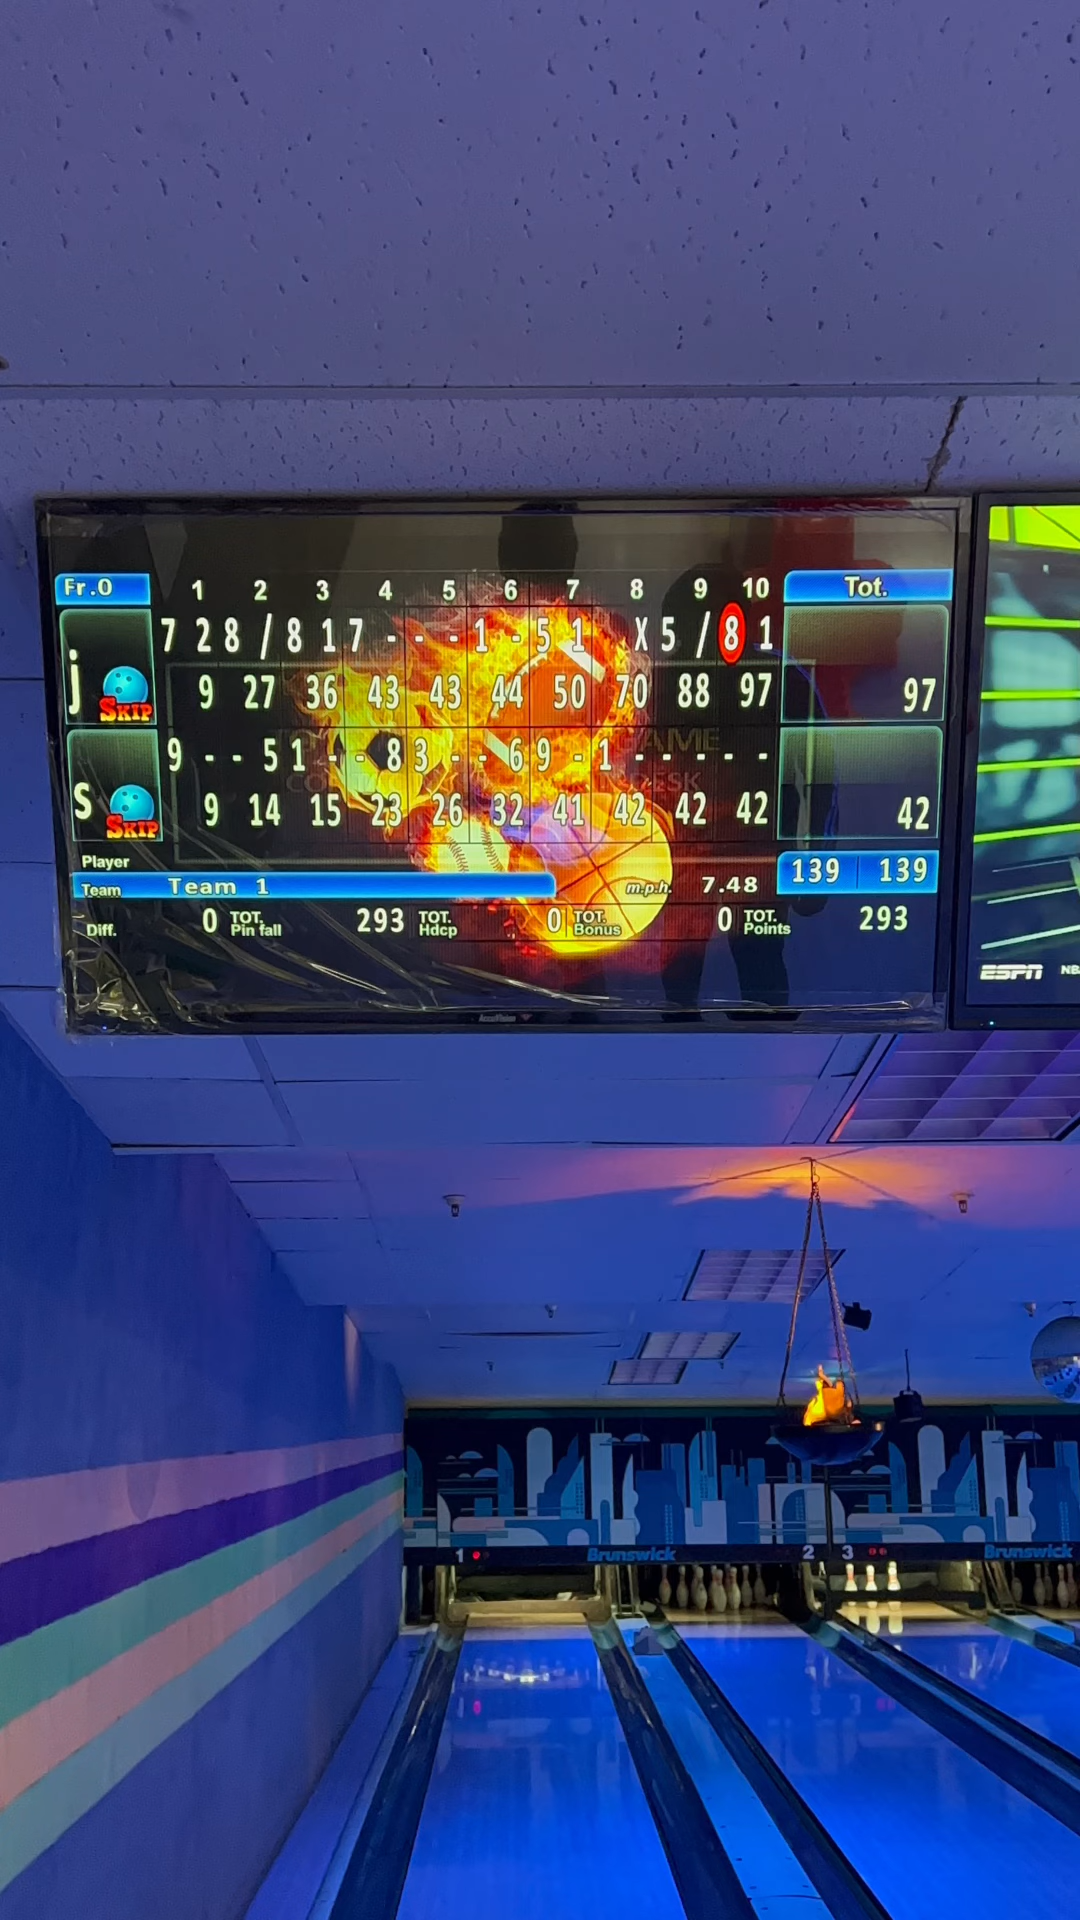 Fr.0 1 2 3 4 5 6 7 8 9 10 Tot.
j 7 2 8 / 8 1 7 - - - 1 - 5 1 X 5 / 8 1
SKIP 9 27 36 43 43 44 50 70 88 97 97
S 9 - - 5 1 - - 8 3 - - 6 9 - 1 - - - - -
SKIP 9 14 15 23 26 32 41 42 42 42 42
Player 139 139
Team Team 1 m.p.h. 7.48
Diff. 0 TOT. Pin fall 293 TOT. Hdcp 0 TOT. Bonus 0 TOT. Points 293
AccuVision
ESPN NB
1 Brunswick 2 3 Brunswick